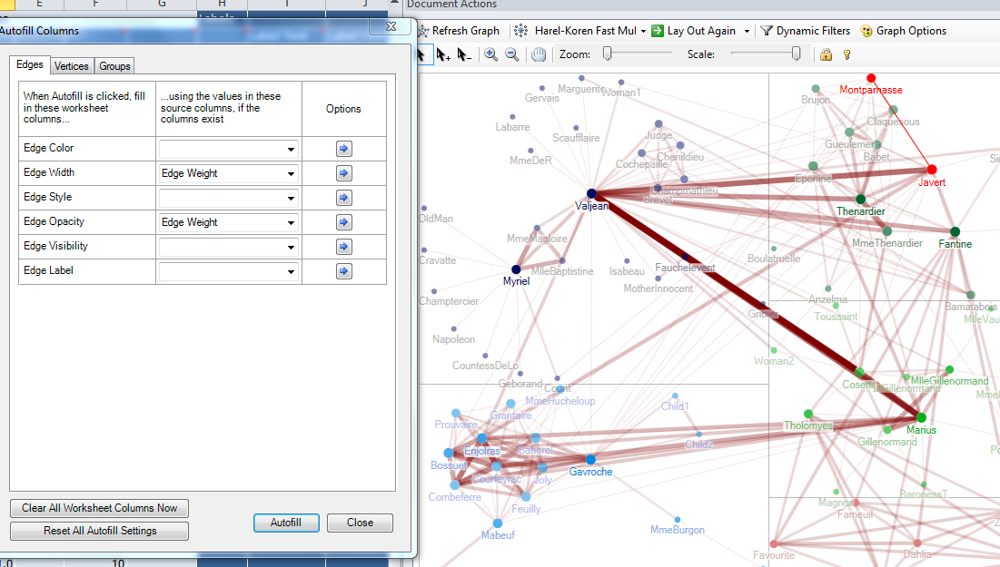 E
F
G
H
I
J
Document Actions
Labels
Autofill Columns
Refresh Graph
Harel-Koren Fast Mul
Lay Out Again
Dynamic Filters
Graph Options
Zoom:
Scale:
Edges
Vertices
Groups
When Autofill is clicked, fill
in these worksheet
columns...
...using the values in these
source columns, if the
columns exist
Options
Edge Color
Edge Width
Edge Weight
Edge Style
Edge Opacity
Edge Weight
Edge Visibility
Edge Label
Clear All Worksheet Columns Now
Reset All Autofill Settings
Autofill
Close
10
Marguerite
Woman1
Gervais
Labarre
Scaufflaire
MmeDeR
Judge
Chenildieu
Cochepaille
Champmathieu
Brevet
Valjean
Montparnasse
Brujon
Claquesous
Gueulemer
Babet
Eponine
Javert
Thenardier
MmeThenardier
Fantine
OldMan
MmeMagloire
Cravatte
MlleBaptistine
Myriel
Isabeau
Fauchelevent
MotherInnocent
Boulatruelle
Champtercier
Anzelma
Bamatabois
Gribier
Toussaint
MlleVau
Napoleon
Woman2
CountessDeLo
Geborand
Count
Cosette
LtGillenormand
MlleGillenormand
MmeHucheloup
Child1
Grantaire
Prouvaire
Tholomyes
Marius
Gillenormand
Enjolras
Bahorel
Child2
Bossuet
Gavroche
Courfeyrac
Joly
Combeferre
Feuilly
BaronessT
Magnon
Fameuil
Mabeuf
MmeBurgon
Favourite
Dahlia